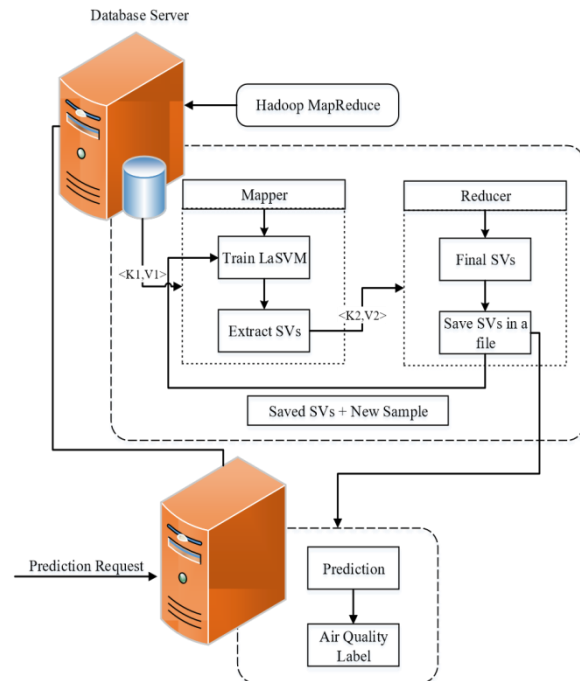 Database Server
Hadoop MapReduce
Mapper
Reducer
<K1,V1>
Train LaSVM
Extract SVs
<K2,V2>
Final SVs
Save SVs in a
file
Saved SVs + New Sample
Prediction Request
Prediction
Air Quality
Label